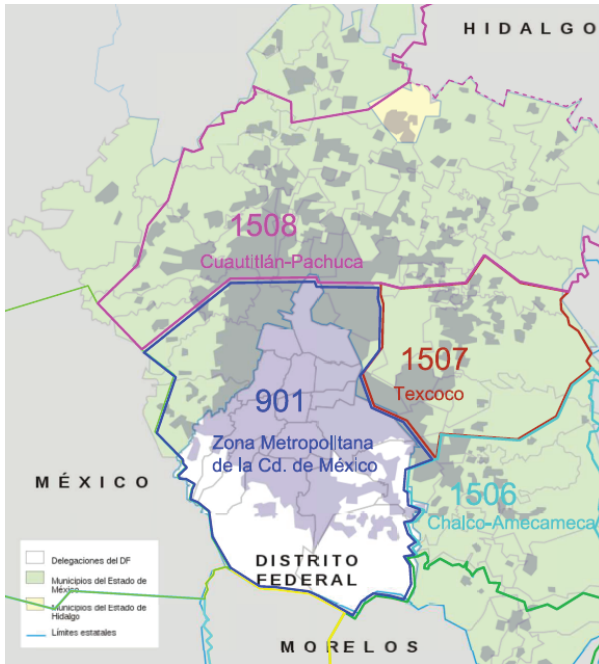 HIDALGO
1508
Cuautitlán-Pachuca
1507
Texcoco
901
Zona Metropolitana
de la Cd. de México
MÉXICO
1506
Chalco-Amecameca
DISTRITO
FEDERAL
Delegaciones del DF
Municipios del Estado de
México
Municipios del Estado de
Hidalgo
Límites estatales
MORELOS